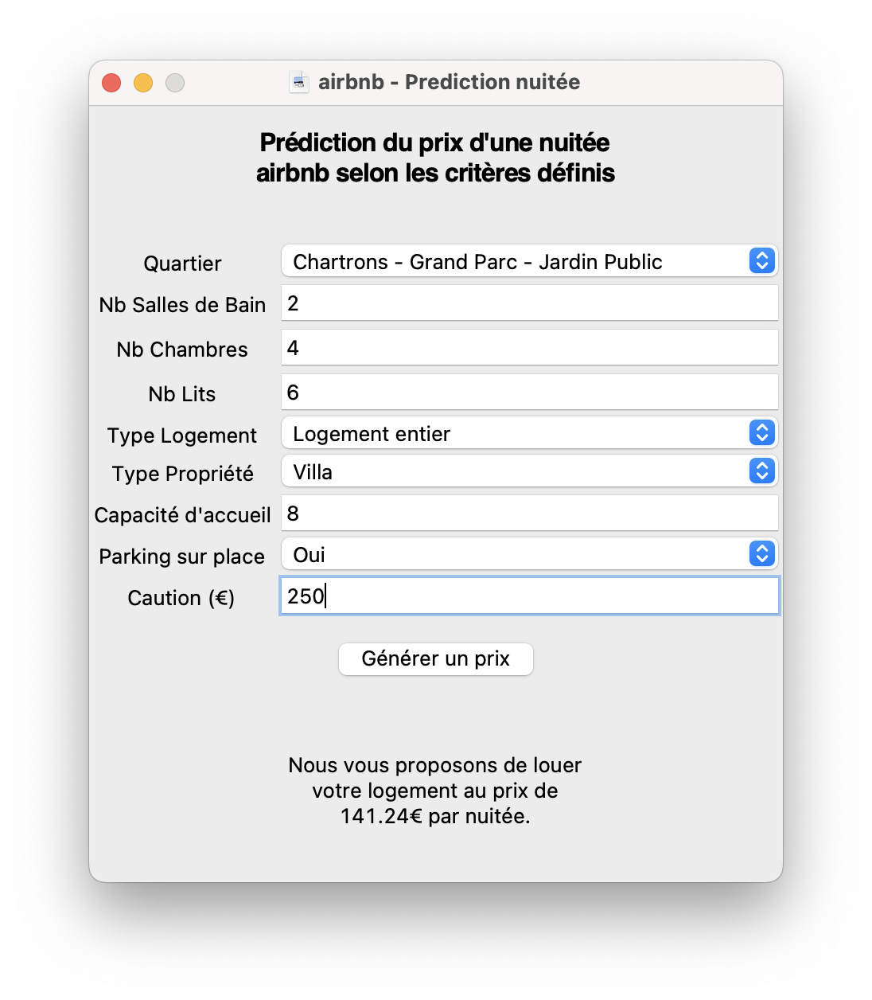 airbnb - Prediction nuitée
Prédiction du prix d'une nuitée
airbnb selon les critères définis
Quartier
Chartrons - Grand Parc - Jardin Public
Nb Salles de Bain
2
Nb Chambres
4
Nb Lits
6
Type Logement
Logement entier
Type Propriété
Villa
Capacité d'accueil
8
Parking sur place
Oui
Caution (€)
250
Générer un prix
Nous vous proposons de louer
votre logement au prix de
141.24€ par nuitée.